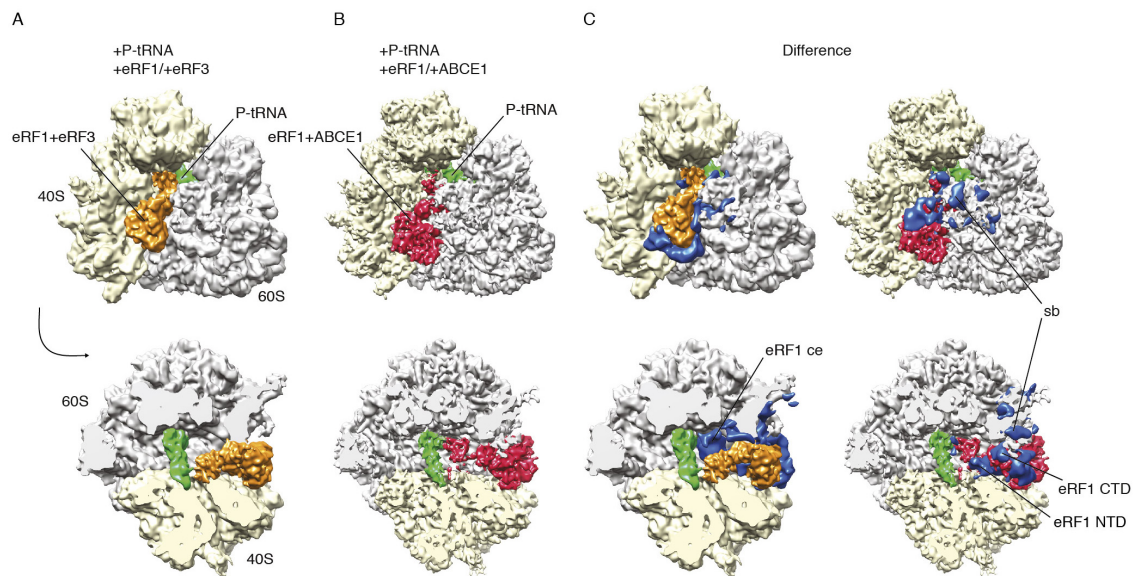 A
B
C
+P-tRNA
+eRF1/+eRF3
+P-tRNA
+eRF1/+ABCE1
Difference
P-tRNA
eRF1+eRF3
P-tRNA
eRF1+ABCE1
40S
60S
sb
eRF1 ce
60S
eRF1 CTD
eRF1 NTD
40S